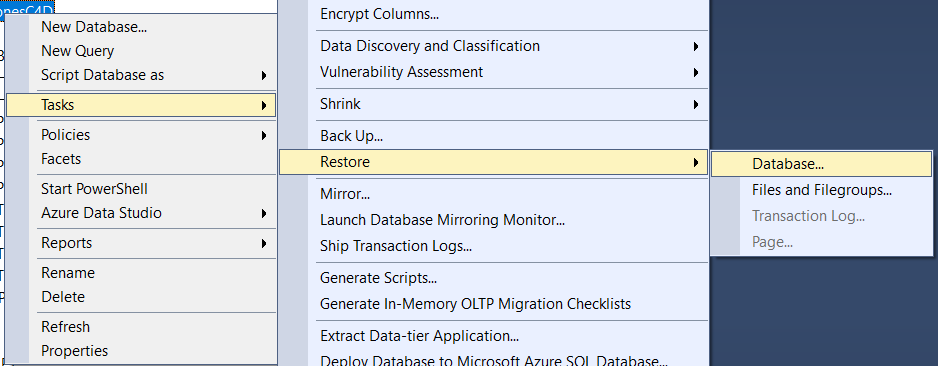 onesC4D
New Database...
New Query
Script Database as
Tasks
Policies
Facets
Start PowerShell
Azure Data Studio
Reports
Rename
Delete
Refresh
Properties
Encrypt Columns...
Data Discovery and Classification
Vulnerability Assessment
Shrink
Back Up...
Restore
Mirror...
Launch Database Mirroring Monitor...
Ship Transaction Logs...
Generate Scripts...
Generate In-Memory OLTP Migration Checklists
Extract Data-tier Application...
Deploy Database to Microsoft Azure SQL Database...
Database...
Files and Filegroups...
Transaction Log...
Page...